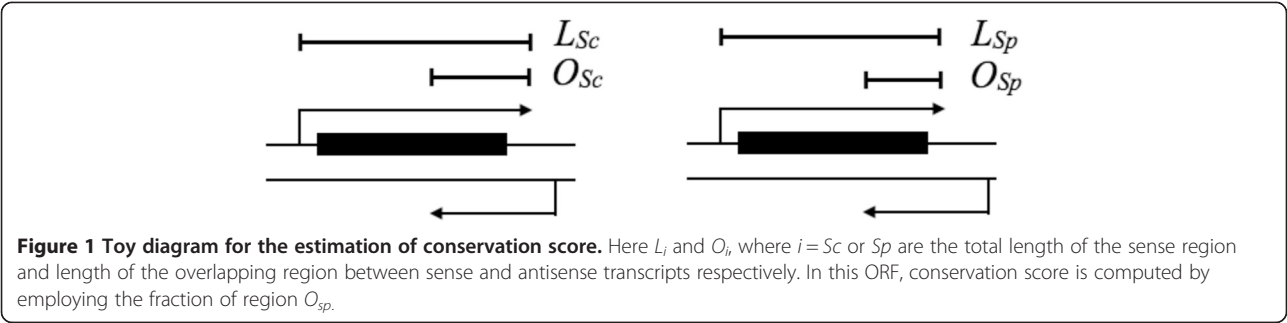 L_Sc L_Sp
O_Sc O_Sp
Figure 1 Toy diagram for the estimation of conservation score. Here L_i and O_i, where i = Sc or Sp are the total length of the sense region
and length of the overlapping region between sense and antisense transcripts respectively. In this ORF, conservation score is computed by
employing the fraction of region O_sp.